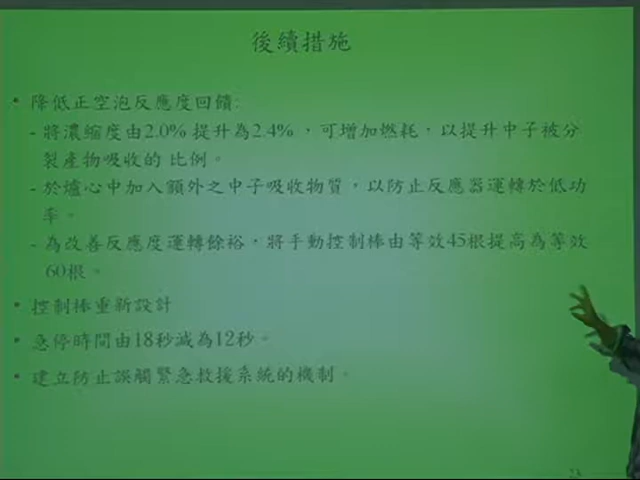 後續措施
• 降低正空泡反應度回饋:
- 將濃縮度由2.0% 提升為2.4% ，可增加燃耗，以提升中子被分
裂產物吸收的 比例。
- 於爐心中加入額外之中子吸收物質，以防止反應器運轉於低功
率。
- 為改善反應度運轉餘裕，將手動控制棒由等效45根提高為等效
60根。
• 控制棒重新設計
• 急停時間由18秒減為12秒。
• 建立防止誤觸緊急救援系統的機制。
23